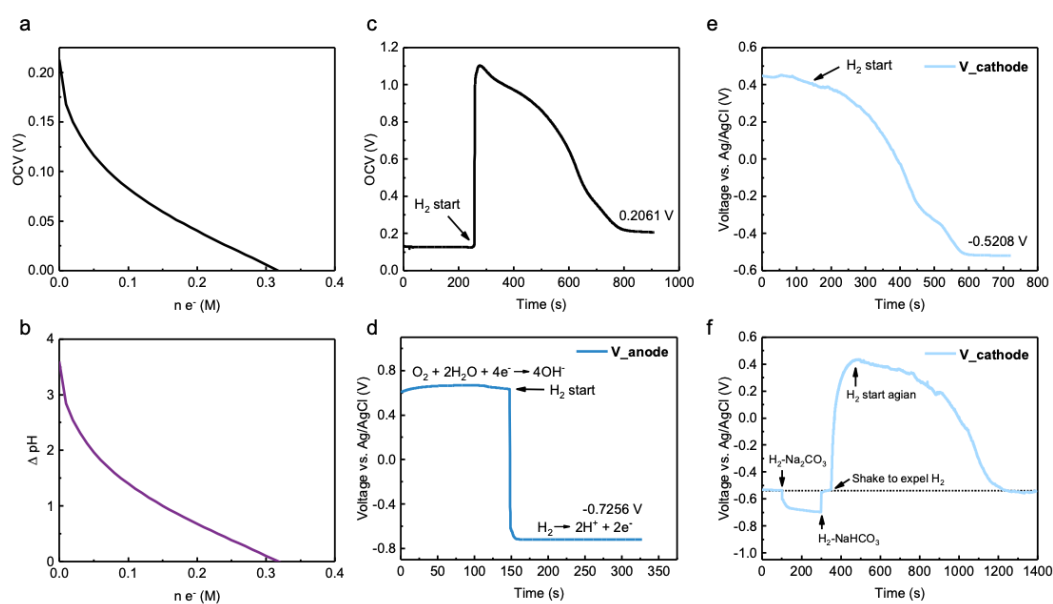 a
0.20
0.15
0.10
0.05
0.00
OCV (V)
0.0 0.1 0.2 0.3 0.4
n e⁻ (M)
b
4
3
2
1
0
Δ pH
0.0 0.1 0.2 0.3 0.4
n e⁻ (M)
c
1.2
1.0
0.8
0.6
0.4
0.2
0.0
OCV (V)
H₂ start
0.2061 V
0 200 400 600 800 1000
Time (s)
d
0.8
0.4
0.0
-0.4
-0.8
Voltage vs. Ag/AgCl (V)
V_anode
O₂ + 2H₂O + 4e⁻ → 4OH⁻
H₂ start
-0.7256 V
H₂ → 2H⁺ + 2e⁻
0 50 100 150 200 250 300 350
Time (s)
e
0.6
0.4
0.2
0.0
-0.2
-0.4
-0.6
Voltage vs. Ag/AgCl (V)
H₂ start
V_cathode
-0.5208 V
0 100 200 300 400 500 600 700 800
Time (s)
f
0.6
0.4
0.2
0.0
-0.2
-0.4
-0.6
-0.8
-1.0
Voltage vs. Ag/AgCl (V)
V_cathode
H₂ start agian
H₂-Na₂CO₃
Shake to expel H₂
H₂-NaHCO₃
0 200 400 600 800 1000 1200 1400
Time (s)